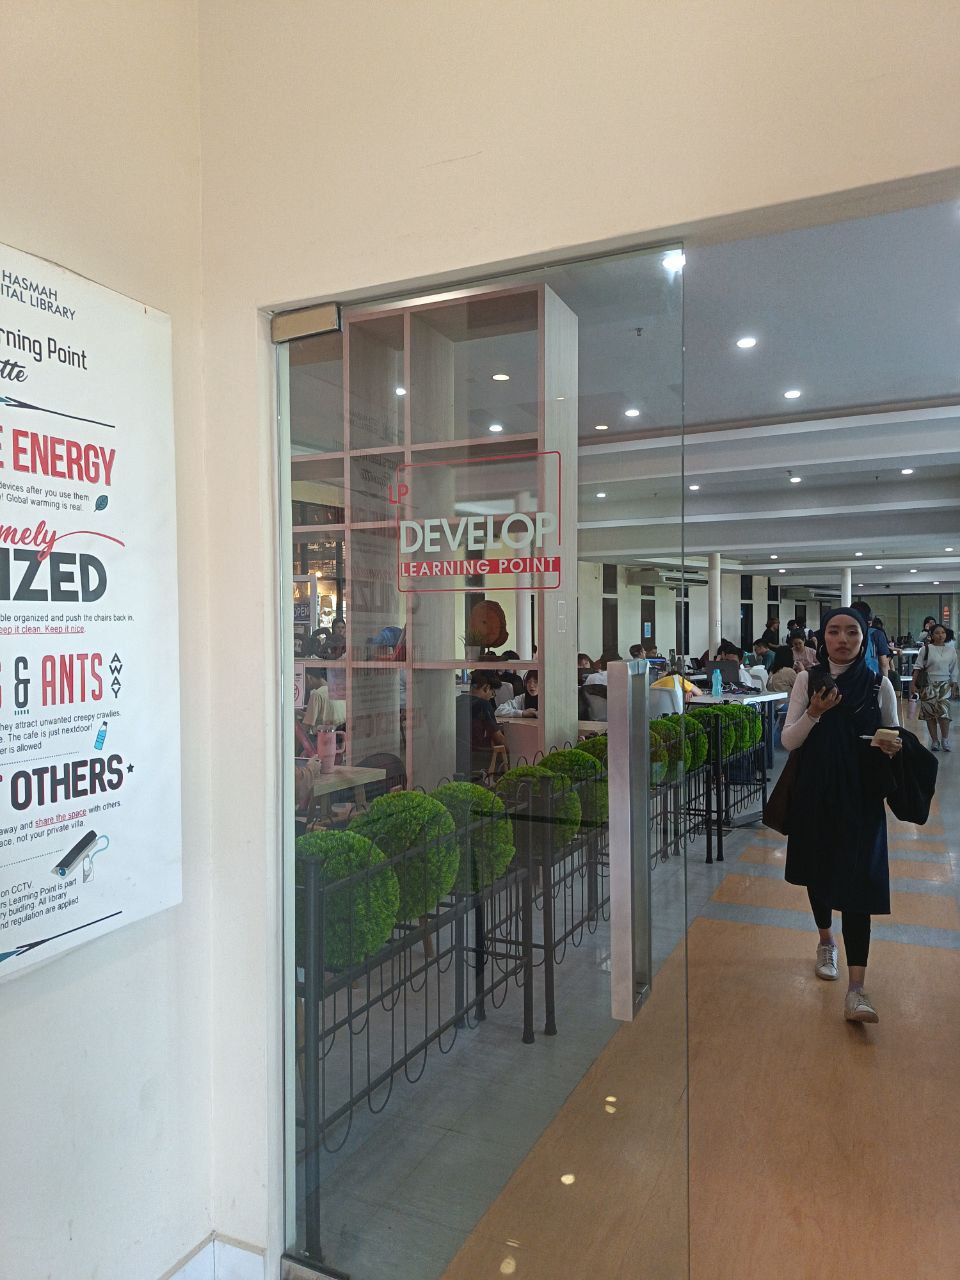 HASMAH
ITAL LIBRARY
rning Point
tte
E ENERGY
devices after you use them.
! Global warming is real.
mely
IZED
ble organized and push the chairs back in.
eep it clean. Keep it nice.
S & ANTS AWAY
hey attract unwanted creepy crawlies.
e. The cafe is just nextdoor!
er is allowed
T OTHERS
away and share the space with others.
ace, not your private villa.
on CCTV.
rs Learning Point is part
ry buidling. All library
nd regulation are applied
LP
DEVELOP
LEARNING POINT
OPEN